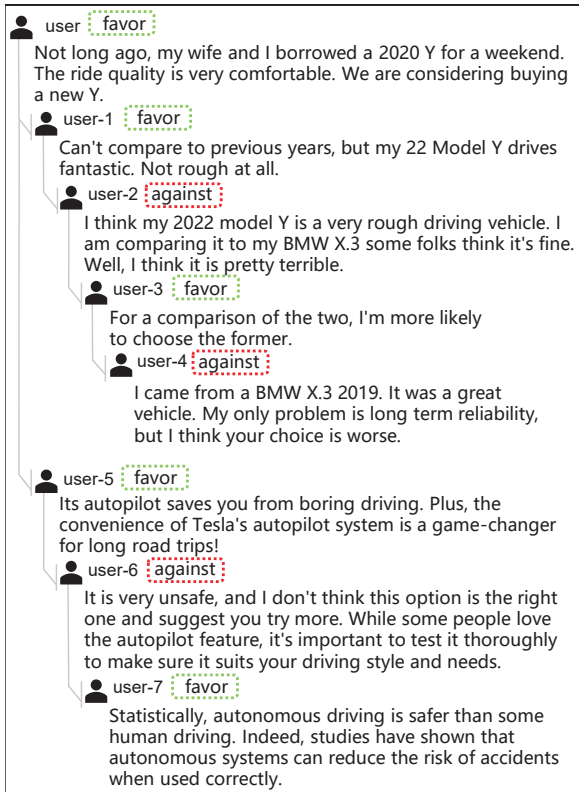 user favor
Not long ago, my wife and I borrowed a 2020 Y for a weekend.
The ride quality is very comfortable. We are considering buying
a new Y.
user-1 favor
Can't compare to previous years, but my 22 Model Y drives
fantastic. Not rough at all.
user-2 against
I think my 2022 model Y is a very rough driving vehicle. I
am comparing it to my BMW X.3 some folks think it's fine.
Well, I think it is pretty terrible.
user-3 favor
For a comparison of the two, I'm more likely
to choose the former.
user-4 against
I came from a BMW X.3 2019. It was a great
vehicle. My only problem is long term reliability,
but I think your choice is worse.
user-5 favor
Its autopilot saves you from boring driving. Plus, the
convenience of Tesla's autopilot system is a game-changer
for long road trips!
user-6 against
It is very unsafe, and I don't think this option is the right
one and suggest you try more. While some people love
the autopilot feature, it's important to test it thoroughly
to make sure it suits your driving style and needs.
user-7 favor
Statistically, autonomous driving is safer than some
human driving. Indeed, studies have shown that
autonomous systems can reduce the risk of accidents
when used correctly.